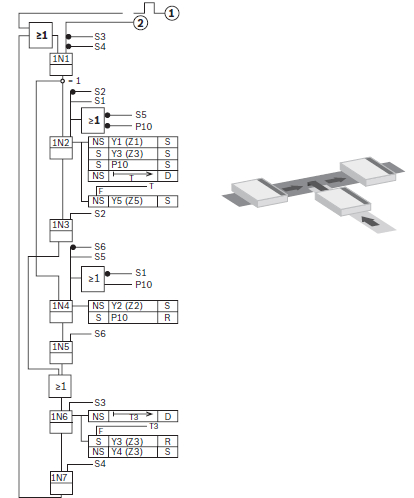 1
2
≥1
S3
S4
1N1
= 1
S2
S1
≥1
S5
P10
1N2
NS Y1 (Z1) S
S Y3 (Z3) S
S P10 S
NS T D
T
F
NS Y5 (Z5) S
1N3
S2
S6
S5
≥1
S1
P10
1N4
NS Y2 (Z2) S
S P10 R
S6
1N5
≥1
S3
1N6
NS T3 D
T3
F
S Y3 (Z3) R
NS Y4 (Z3) S
S4
1N7